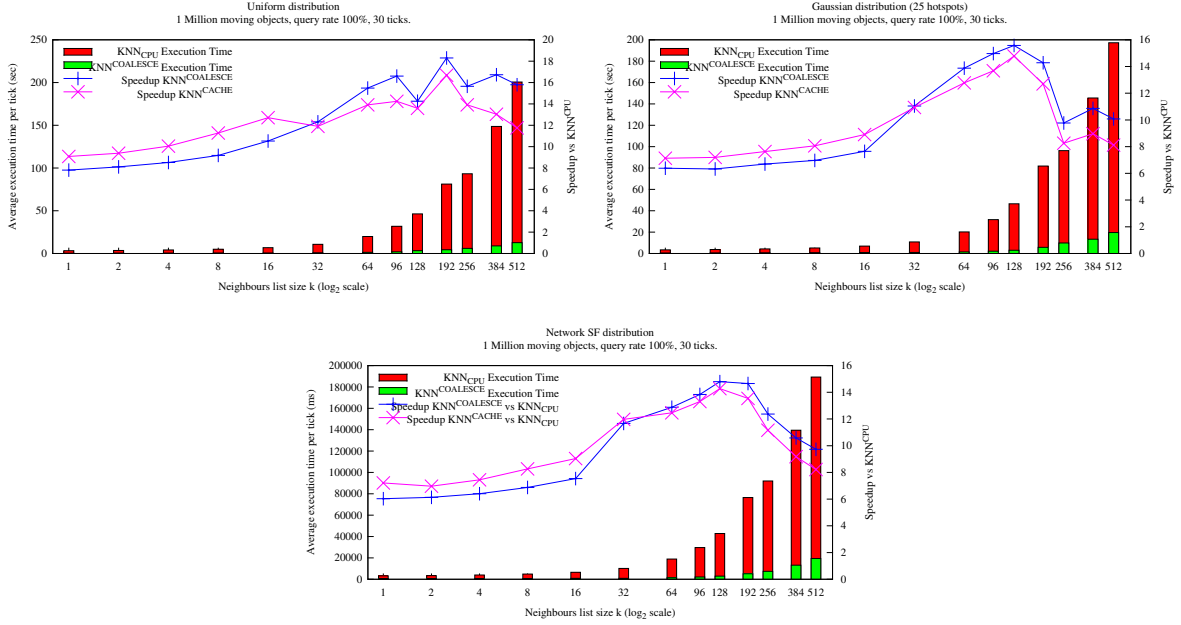 Uniform distribution
1 Million moving objects, query rate 100%, 30 ticks.
Average execution time per tick (sec)
250
200
150
100
50
0
KNN_CPU Execution Time
KNN^COALESCE Execution Time
Speedup KNN^COALESCE
Speedup KNN^CACHE
20
18
16
14
12
10
8
6
4
2
0
Speedup vs KNN^CPU
1 2 4 8 16 32 64 96 128 192 256 384 512
Neighbours list size k (log_2 scale)
Gaussian distribution (25 hotspots)
1 Million moving objects, query rate 100%, 30 ticks.
Average execution time per tick (sec)
200
180
160
140
120
100
80
60
40
20
0
KNN_CPU Execution Time
KNN^COALESCE Execution Time
Speedup KNN^COALESCE
Speedup KNN^CACHE
16
14
12
10
8
6
4
2
0
Speedup vs KNN^CPU
1 2 4 8 16 32 64 96 128 192 256 384 512
Neighbours list size k (log_2 scale)
Network SF distribution
1 Million moving objects, query rate 100%, 30 ticks.
Average execution time per tick (ms)
200000
180000
160000
140000
120000
100000
80000
60000
40000
20000
0
KNN_CPU Execution Time
KNN^COALESCE Execution Time
Speedup KNN^COALESCE vs KNN_CPU
Speedup KNN^CACHE vs KNN_CPU
16
14
12
10
8
6
4
2
0
Speedup vs KNN^CPU
1 2 4 8 16 32 64 96 128 192 256 384 512
Neighbours list size k (log_2 scale)